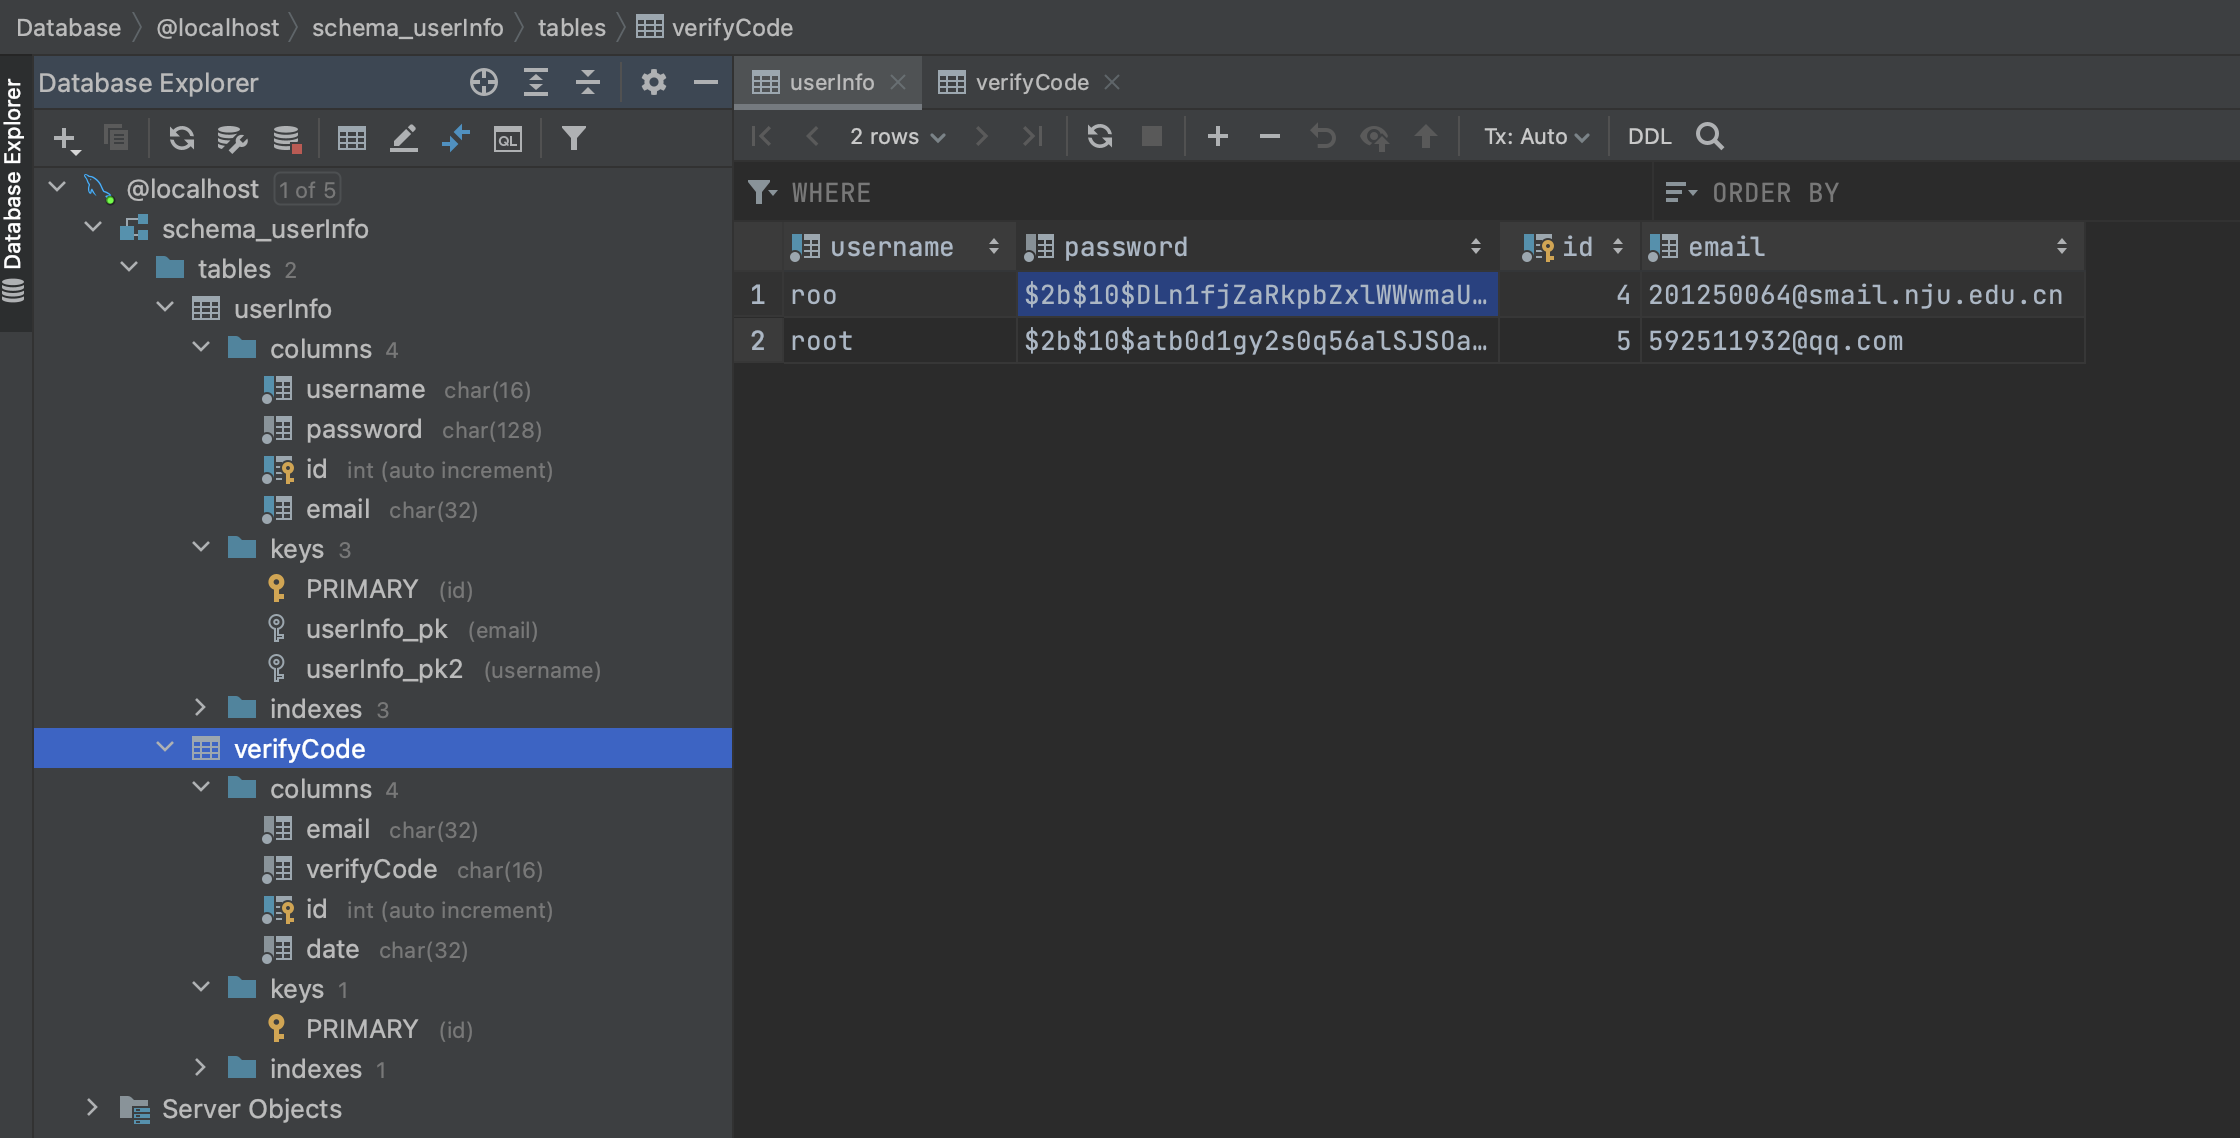 Database @localhost schema_userInfo tables verifyCode
Database Explorer
Database Explorer
userInfo
verifyCode
QL
2 rows
Tx: Auto
DDL
WHERE
ORDER BY
@localhost 1 of 5
schema_userInfo
tables 2
userInfo
columns 4
username char(16)
password char(128)
id int (auto increment)
email char(32)
keys 3
PRIMARY (id)
userInfo_pk (email)
userInfo_pk2 (username)
indexes 3
verifyCode
columns 4
email char(32)
verifyCode char(16)
id int (auto increment)
date char(32)
keys 1
PRIMARY (id)
indexes 1
Server Objects
username password id email
1 roo $2b$10$DLn1fjZaRkpbZxlWWwmaU… 4 201250064@smail.nju.edu.cn
2 root $2b$10$atb0d1gy2s0q56alSJSOa… 5 592511932@qq.com